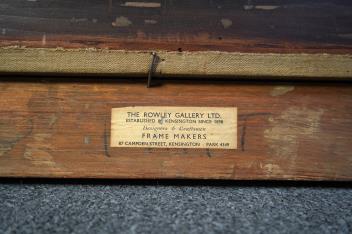 THE ROWLEY GALLERY LTD.
ESTABLISHED IN KENSINGTON SINCE 1898
Designers & Craftsmen
FRAME MAKERS
87 CAMPDEN STREET, KENSINGTON - PARK 4349